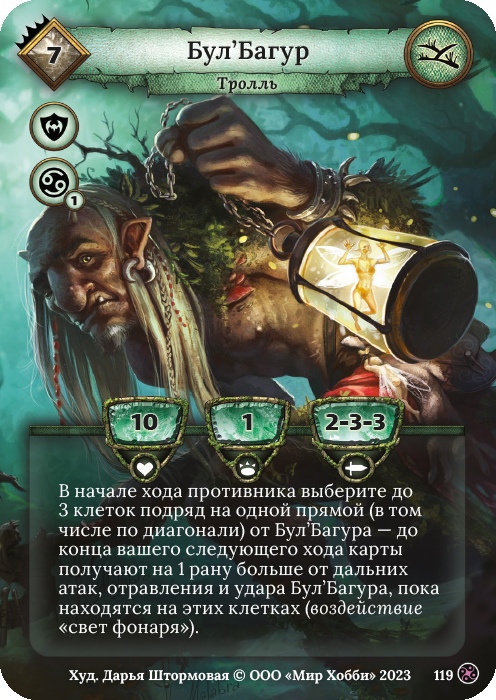 7
Бул’Багур
Тролль
1
10
1
2-3-3
В начале хода противника выберите до
3 клеток подряд на одной прямой (в том
числе по диагонали) от Бул’Багура — до
конца вашего следующего хода карты
получают на 1 рану больше от дальних
атак, отравления и удара Бул’Багура, пока
находятся на этих клетках (воздействие
«свет фонаря»).
Худ. Дарья Штормовая © ООО «Мир Хобби» 2023 119